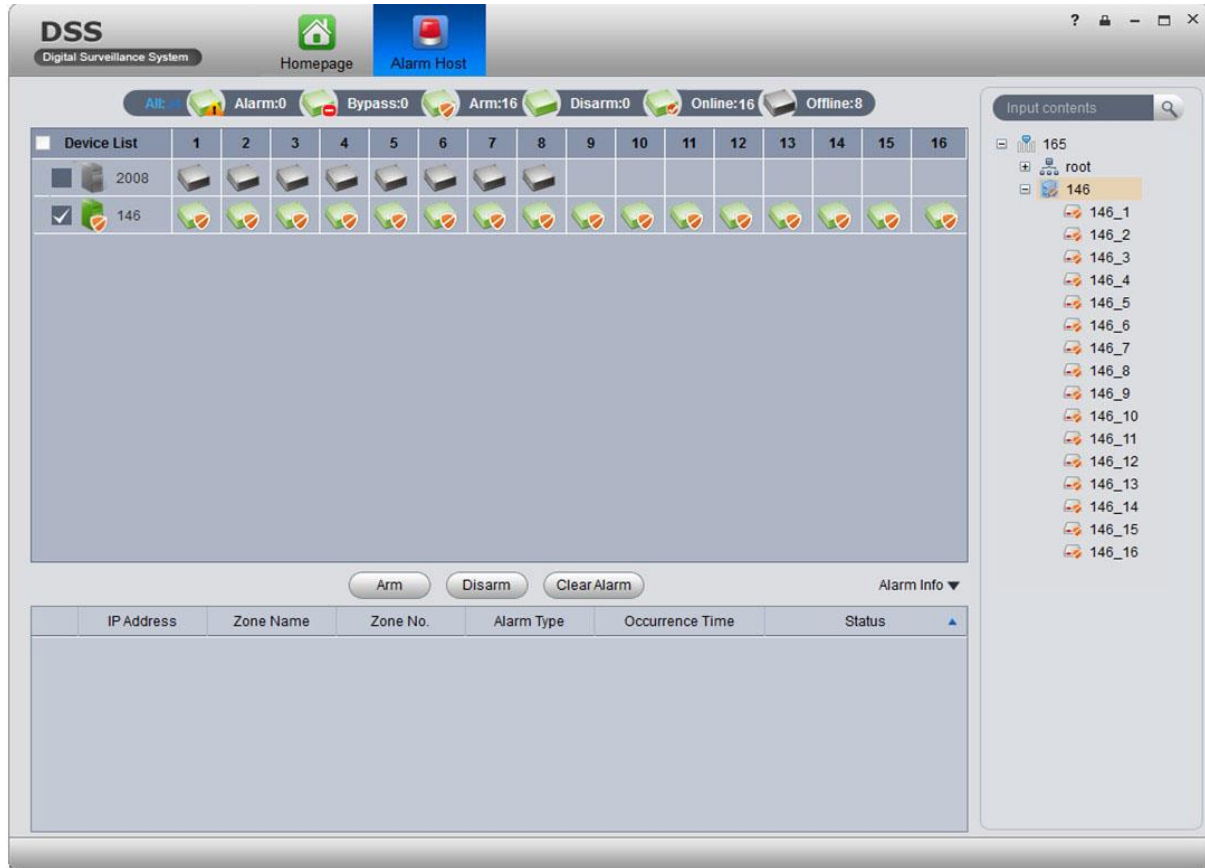 DSS
Digital Surveillance System
Homepage
Alarm Host
? 
All: Alarm:0 Bypass:0 Arm:16 Disarm:0 Online:16 Offline:8
Input contents
Device List 1 2 3 4 5 6 7 8 9 10 11 12 13 14 15 16
2008
146
165
root
146
146_1
146_2
146_3
146_4
146_5
146_6
146_7
146_8
146_9
146_10
146_11
146_12
146_13
146_14
146_15
146_16
Arm Disarm Clear Alarm Alarm Info
IP Address Zone Name Zone No. Alarm Type Occurrence Time Status